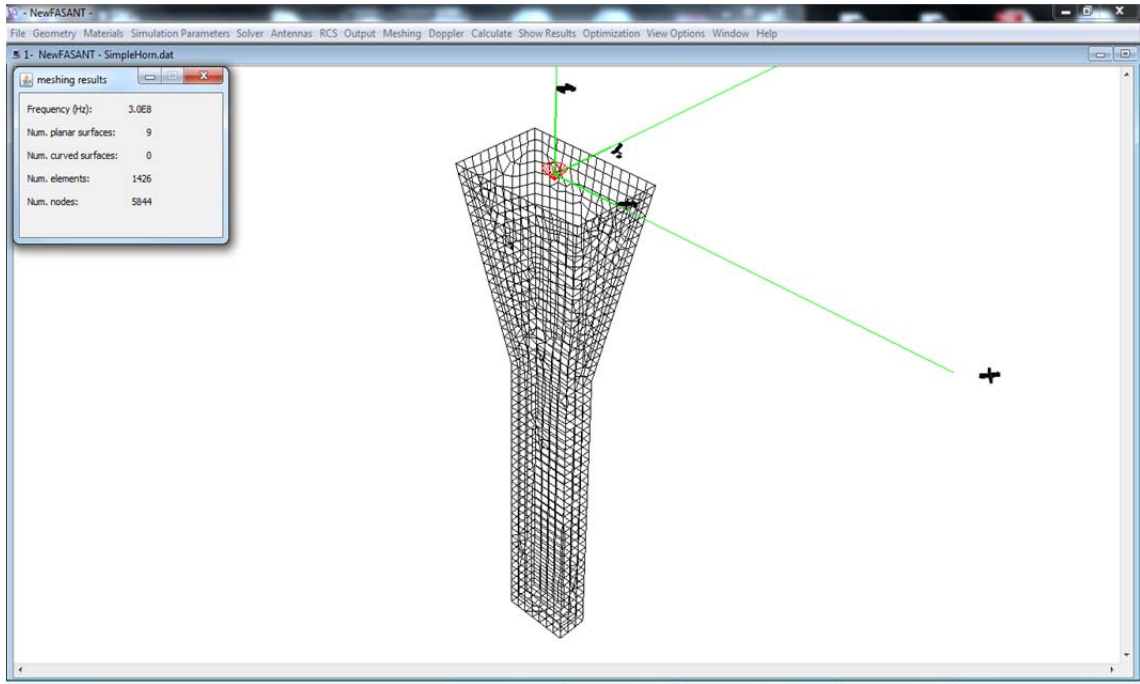 - NewFASANT -
File Geometry Materials Simulation Parameters Solver Antennas RCS Output Meshing Doppler Calculate Show Results Optimization View Options Window Help
1- NewFASANT - SimpleHorn.dat
meshing results
Frequency (Hz): 3.0E8
Num. planar surfaces: 9
Num. curved surfaces: 0
Num. elements: 1426
Num. nodes: 5844